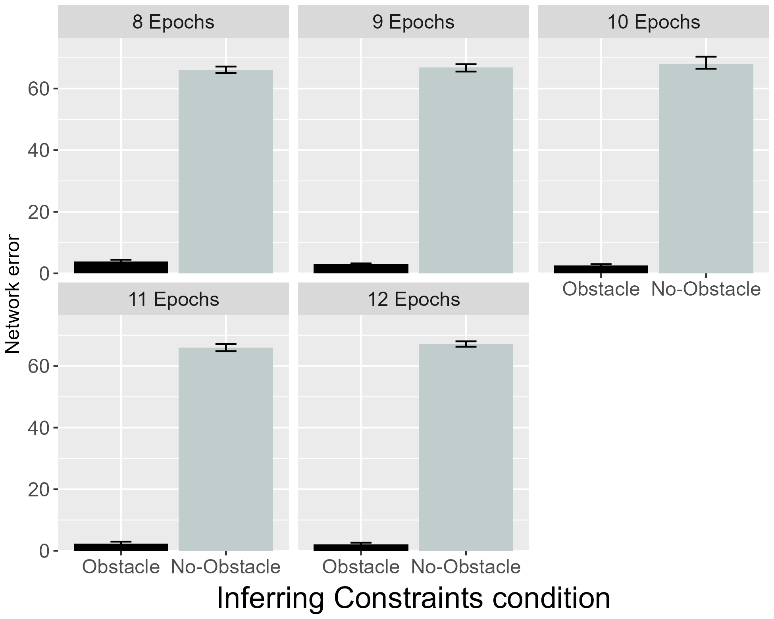 8 Epochs
9 Epochs
10 Epochs
60
40
20
0
Obstacle No-Obstacle
11 Epochs
12 Epochs
60
40
20
0
Obstacle No-Obstacle
Obstacle No-Obstacle
Network error
Inferring Constraints condition